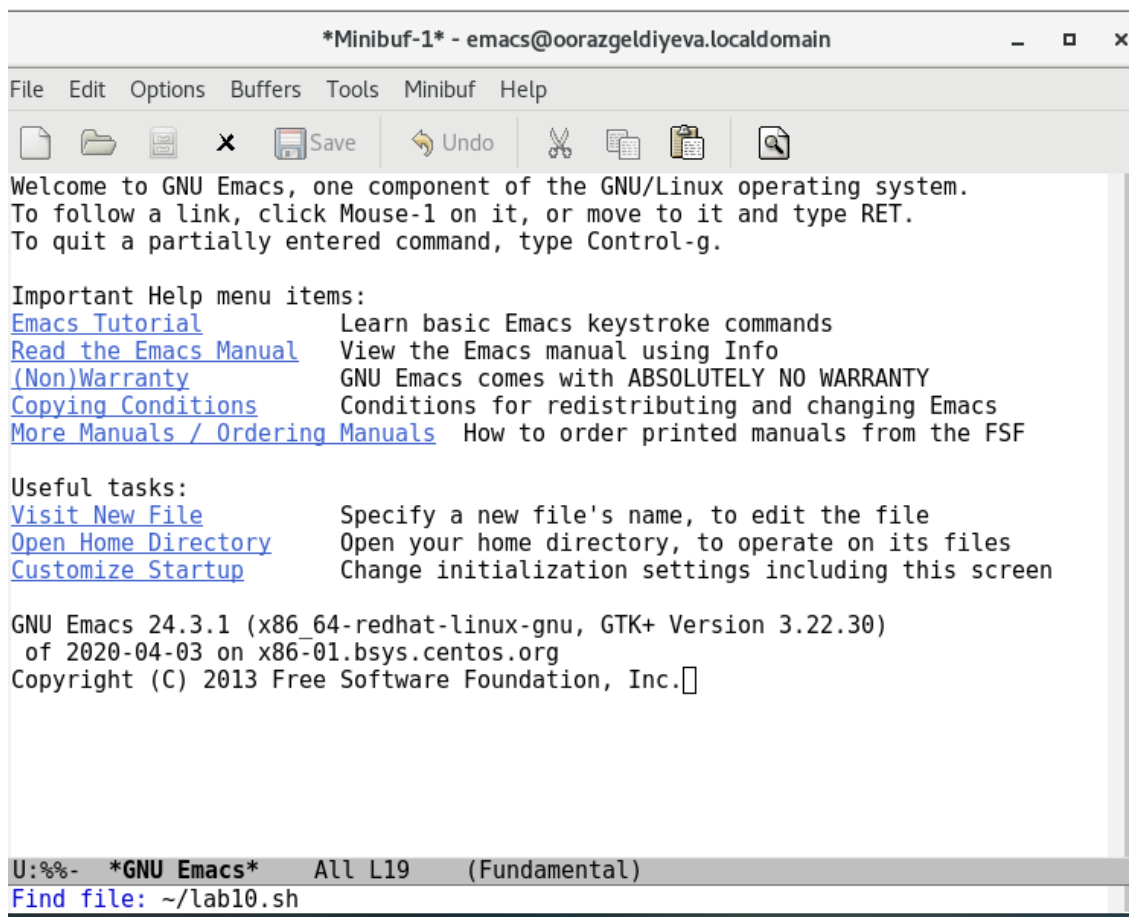 *Minibuf-1* - emacs@oorazgeldiyeva.localdomain
File Edit Options Buffers Tools Minibuf Help
Save Undo
Welcome to GNU Emacs, one component of the GNU/Linux operating system.
To follow a link, click Mouse-1 on it, or move to it and type RET.
To quit a partially entered command, type Control-g.
Important Help menu items:
Emacs Tutorial Learn basic Emacs keystroke commands
Read the Emacs Manual View the Emacs manual using Info
(Non)Warranty GNU Emacs comes with ABSOLUTELY NO WARRANTY
Copying Conditions Conditions for redistributing and changing Emacs
More Manuals / Ordering Manuals How to order printed manuals from the FSF
Useful tasks:
Visit New File Specify a new file's name, to edit the file
Open Home Directory Open your home directory, to operate on its files
Customize Startup Change initialization settings including this screen
GNU Emacs 24.3.1 (x86_64-redhat-linux-gnu, GTK+ Version 3.22.30)
of 2020-04-03 on x86-01.bsys.centos.org
Copyright (C) 2013 Free Software Foundation, Inc.
U:%%- *GNU Emacs* All L19 (Fundamental)
Find file: ~/lab10.sh